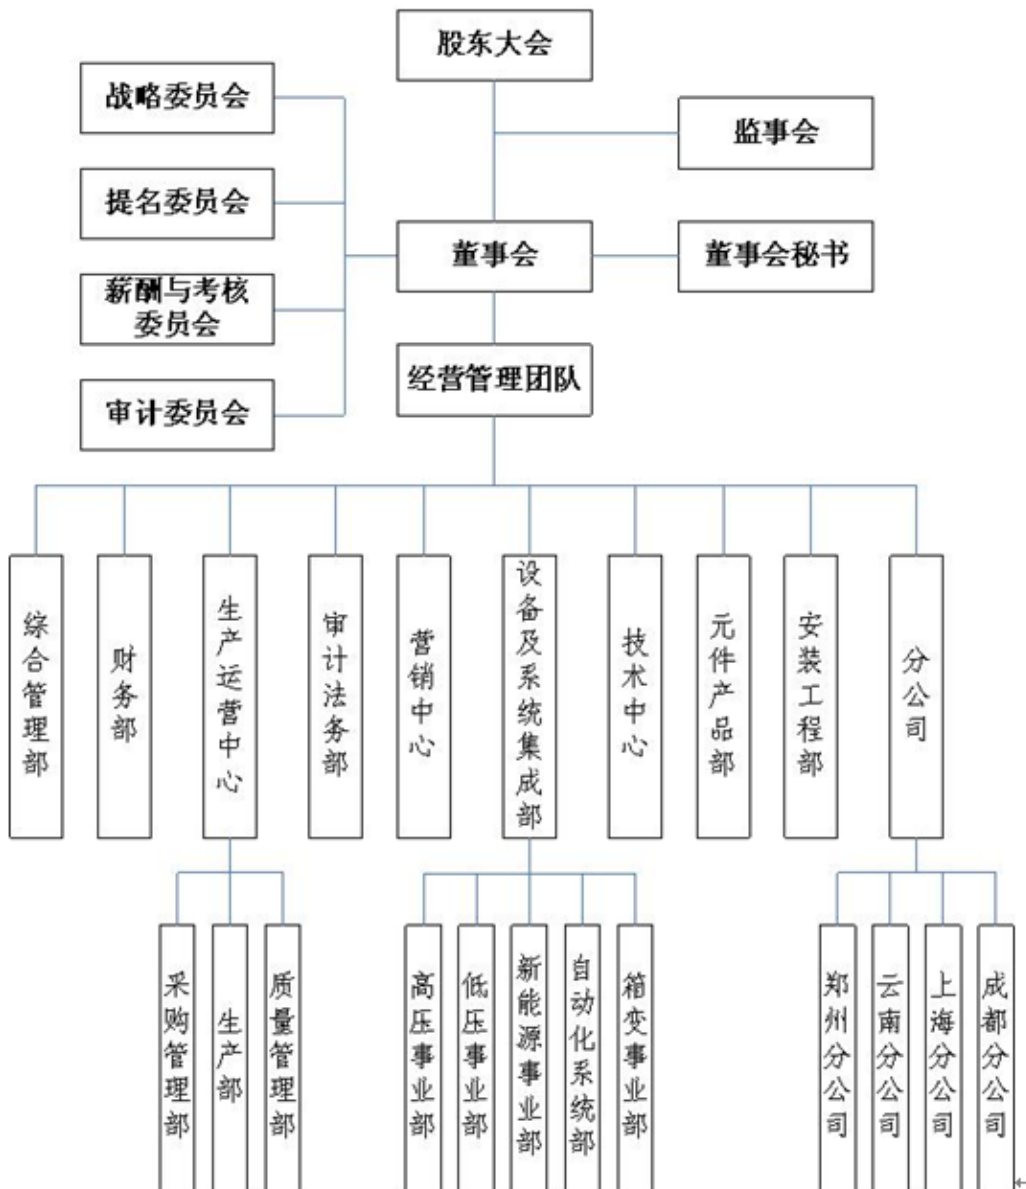 股东大会
战略委员会
监事会
提名委员会
董事会
董事会秘书
薪酬与考核
委员会
经营管理团队
审计委员会
综合管理部
财务部
生产运营中心
审计法务部
营销中心
设备及系统集成部
技术中心
元件产品部
安装工程部
分公司
采购管理部
生产部
质量管理部
高压事业部
低压事业部
新能源事业部
自动化系统部
箱变事业部
郑州分公司
云南分公司
上海分公司
成都分公司